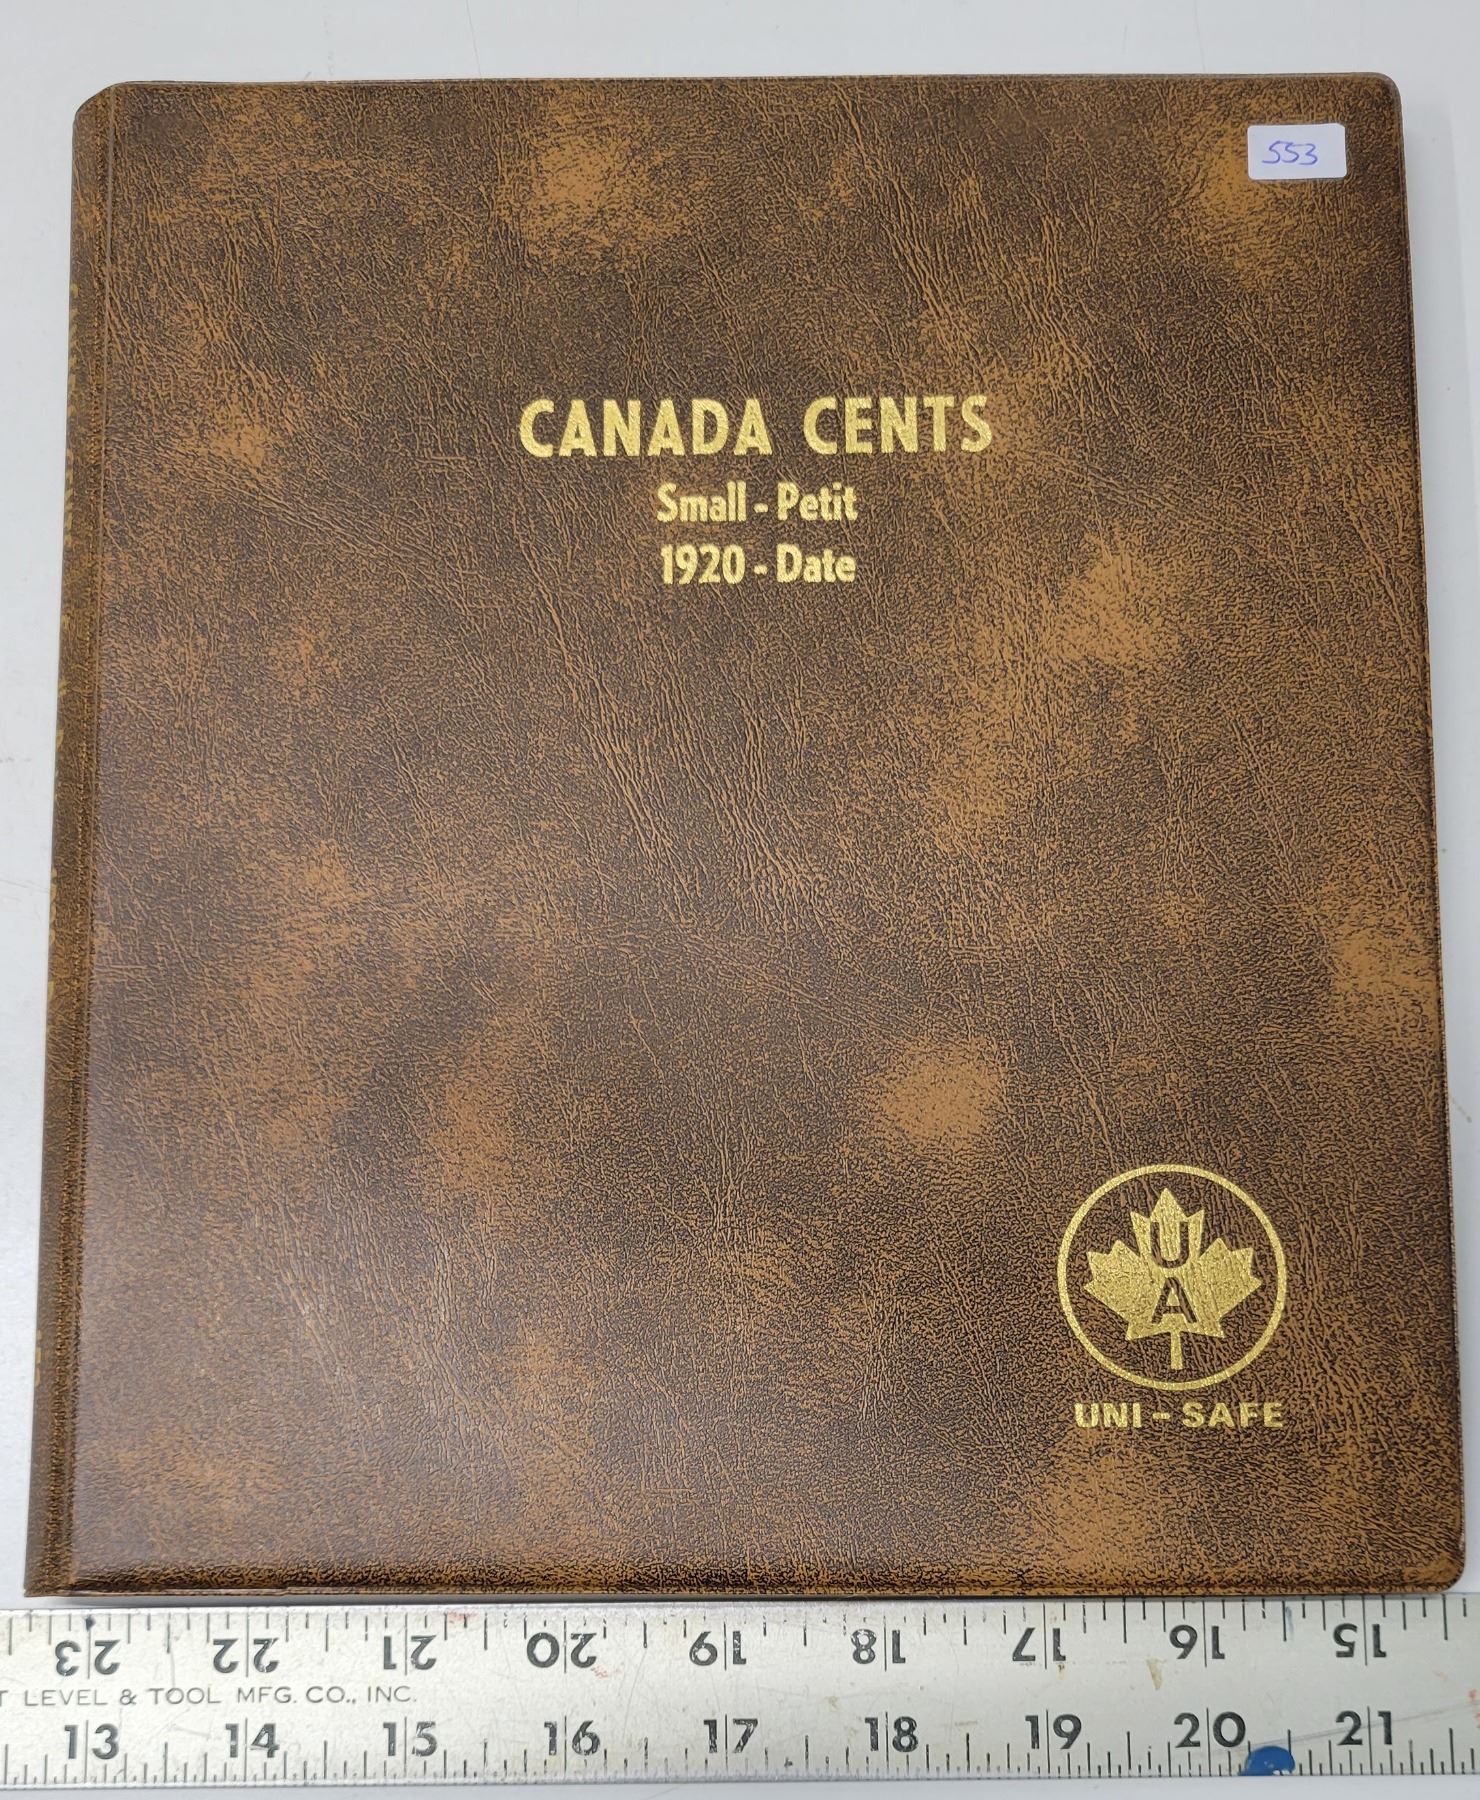 553
CANADA CENTS
Small - Petit
1920 - Date
U
A
UNI-SAFE
23 22 21 20 19 18 17 16 15
T LEVEL & TOOL MFG. CO., INC.
13 14 15 16 17 18 19 20 21